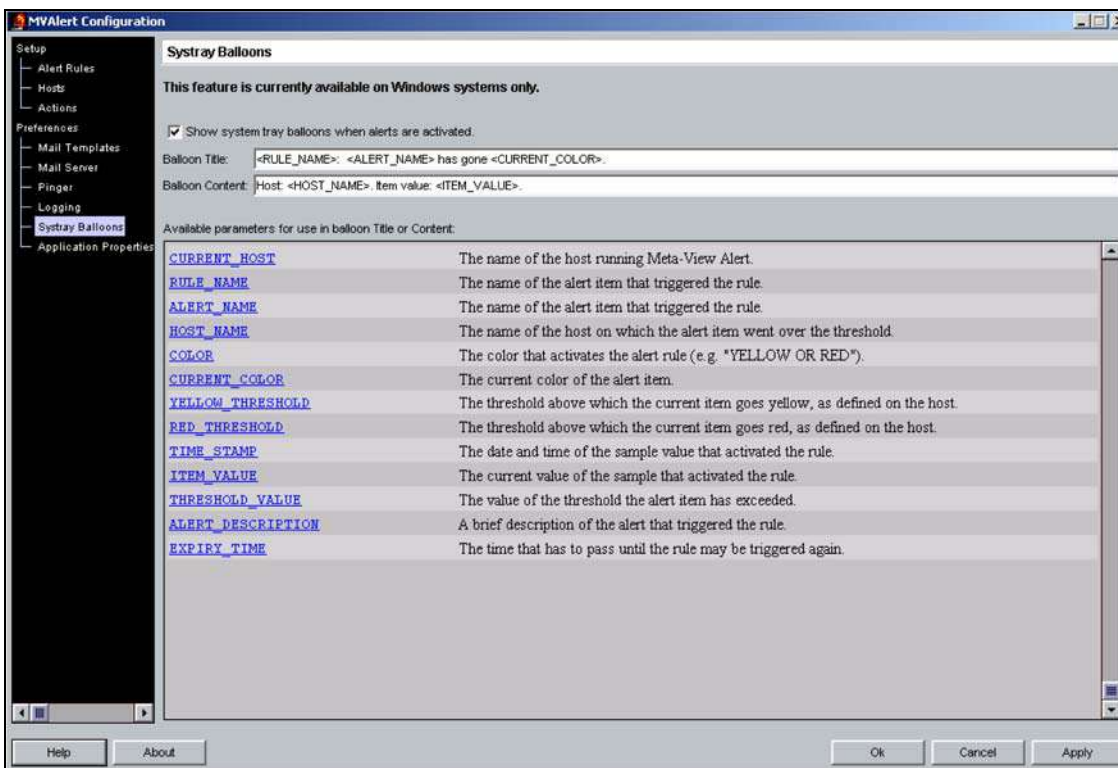 MVAlert Configuration
Setup
Alert Rules
Hosts
Actions
Preferences
Mail Templates
Mail Server
Pinger
Logging
Systray Balloons
Application Properties
Systray Balloons
This feature is currently available on Windows systems only.
Show system tray balloons when alerts are activated.
Balloon Title: <RULE_NAME>: <ALERT_NAME> has gone <CURRENT_COLOR>.
Balloon Content: Host: <HOST_NAME>. Item value: <ITEM_VALUE>.
Available parameters for use in balloon Title or Content:
CURRENT_HOST The name of the host running Meta-View Alert.
RULE_NAME The name of the alert item that triggered the rule.
ALERT_NAME The name of the alert item that triggered the rule.
HOST_NAME The name of the host on which the alert item went over the threshold.
COLOR The color that activates the alert rule (e.g. "YELLOW OR RED").
CURRENT_COLOR The current color of the alert item.
YELLOW_THRESHOLD The threshold above which the current item goes yellow, as defined on the host.
RED_THRESHOLD The threshold above which the current item goes red, as defined on the host.
TIME_STAMP The date and time of the sample value that activated the rule.
ITEM_VALUE The current value of the sample that activated the rule.
THRESHOLD_VALUE The value of the threshold the alert item has exceeded.
ALERT_DESCRIPTION A brief description of the alert that triggered the rule.
EXPIRY_TIME The time that has to pass until the rule may be triggered again.
Help About Ok Cancel Apply